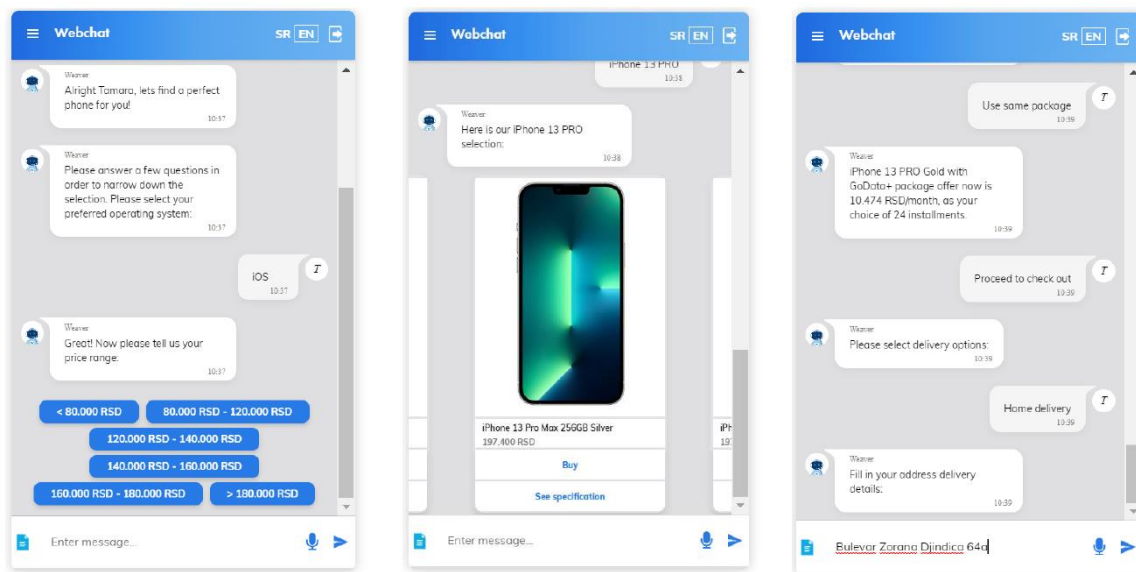 Webchat
SR EN
Weaver
Alright Tamara, lets find a perfect
phone for you!
10:37
Weaver
Please answer a few questions in
order to narrow down the
selection. Please select your
preferred operating system:
10:37
iOS
T
10:37
Weaver
Great! Now please tell us your
price range:
10:37
< 80.000 RSD
80.000 RSD - 120.000 RSD
120.000 RSD - 140.000 RSD
140.000 RSD - 160.000 RSD
160.000 RSD - 180.000 RSD
> 180.000 RSD
Enter message...
Webchat
SR EN
iPhone 13 PRO
10:38
Weaver
Here is our iPhone 13 PRO
selection:
10:38
iPhone 13 Pro Max 256GB Silver
197.400 RSD
Buy
See specification
iPh
197
Enter message...
Webchat
SR EN
Use same package
T
10:39
Weaver
iPhone 13 PRO Gold with
GoData+ package offer now is
10.474 RSD/month, as your
choice of 24 installments.
10:39
Proceed to check out
T
10:39
Weaver
Please select delivery options:
10:39
Home delivery
T
10:39
Weaver
Fill in your address delivery
details:
10:39
Bulevar Zorana Djindica 64a